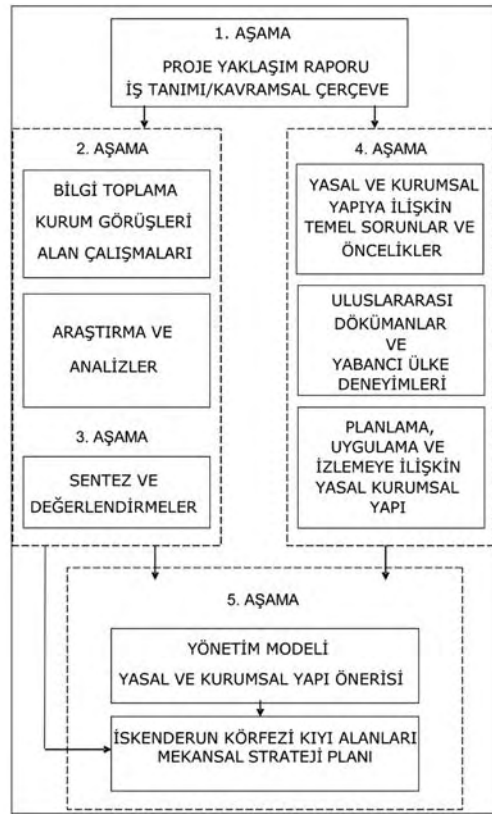 1. AŞAMA
PROJE YAKLAŞIM RAPORU
İŞ TANIMI/KAVRAMSAL ÇERÇEVE
2. AŞAMA
BİLGİ TOPLAMA
KURUM GÖRÜŞLERİ
ALAN ÇALIŞMALARI
ARAŞTIRMA VE
ANALİZLER
3. AŞAMA
SENTEZ VE
DEĞERLENDİRMELER
4. AŞAMA
YASAL VE KURUMSAL
YAPIYA İLİŞKİN
TEMEL SORUNLAR VE
ÖNCELİKLER
ULUSLARARASI
DÖKÜMANLAR
VE
YABANCI ÜLKE
DENEYİMLERİ
PLANLAMA,
UYGULAMA VE
İZLEMEYE İLİŞKİN
YASAL KURUMSAL
YAPI
5. AŞAMA
YÖNETİM MODELİ
YASAL VE KURUMSAL YAPI ÖNERİSİ
İSKENDERUN KÖRFEZİ KIYI ALANLARI
MEKANSAL STRATEJİ PLANI